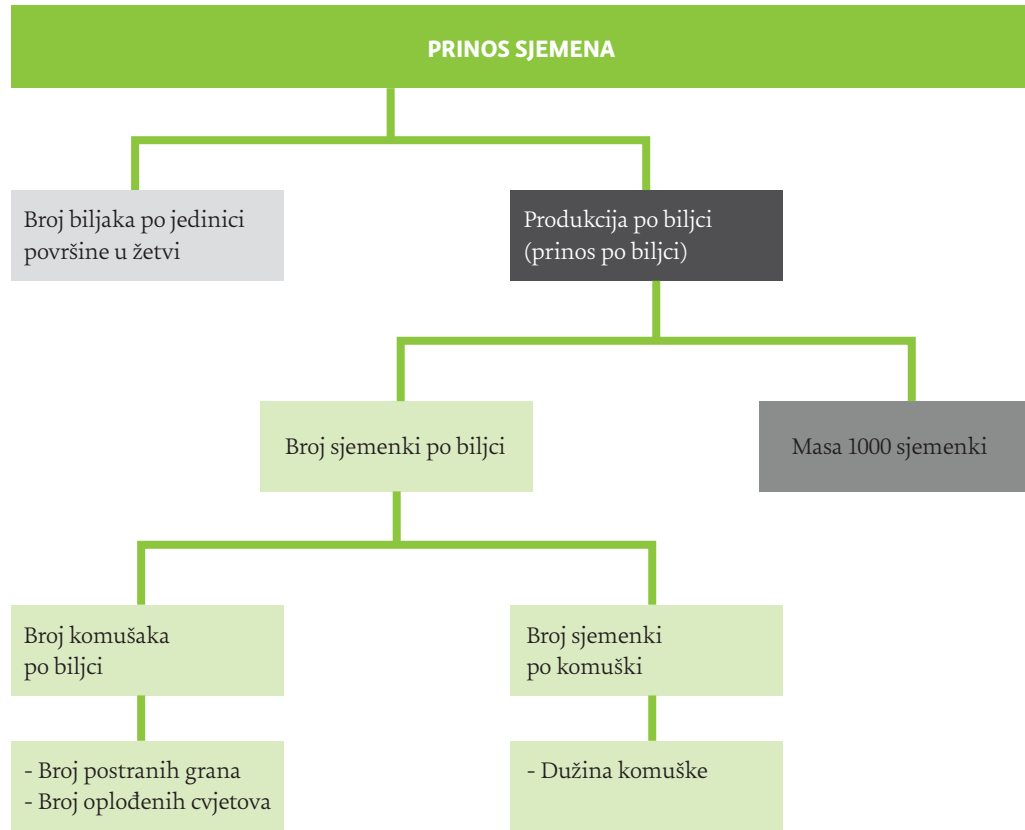 PRINOS SJEMENA
Broj biljaka po jedinici
površine u žetvi
Produkcija po biljci
(prinos po biljci)
Broj sjemenki po biljci
Masa 1000 sjemenki
Broj komušaka
po biljci
Broj sjemenki
po komuški
- Broj postranih grana
- Broj oplođenih cvjetova
- Dužina komuške